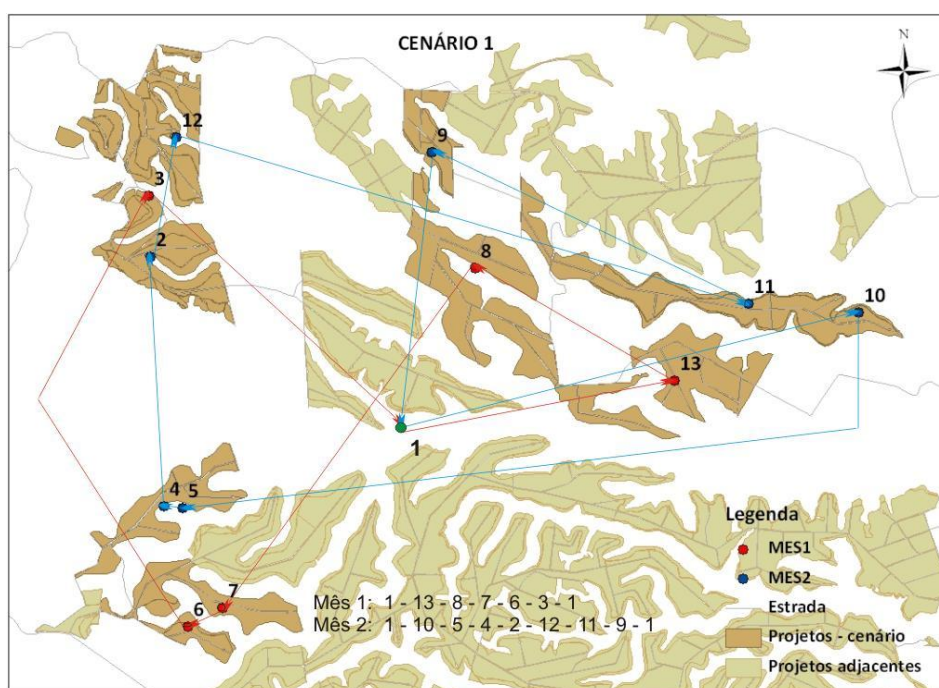 CENÁRIO 1
N
12
9
3
2
8
11
10
13
1
4 5
7
6
Mês 1: 1 - 13 - 8 - 7 - 6 - 3 - 1
Mês 2: 1 - 10 - 5 - 4 - 2 - 12 - 11 - 9 - 1
Legenda
MES1
MES2
Estrada
Projetos - cenário
Projetos adjacentes